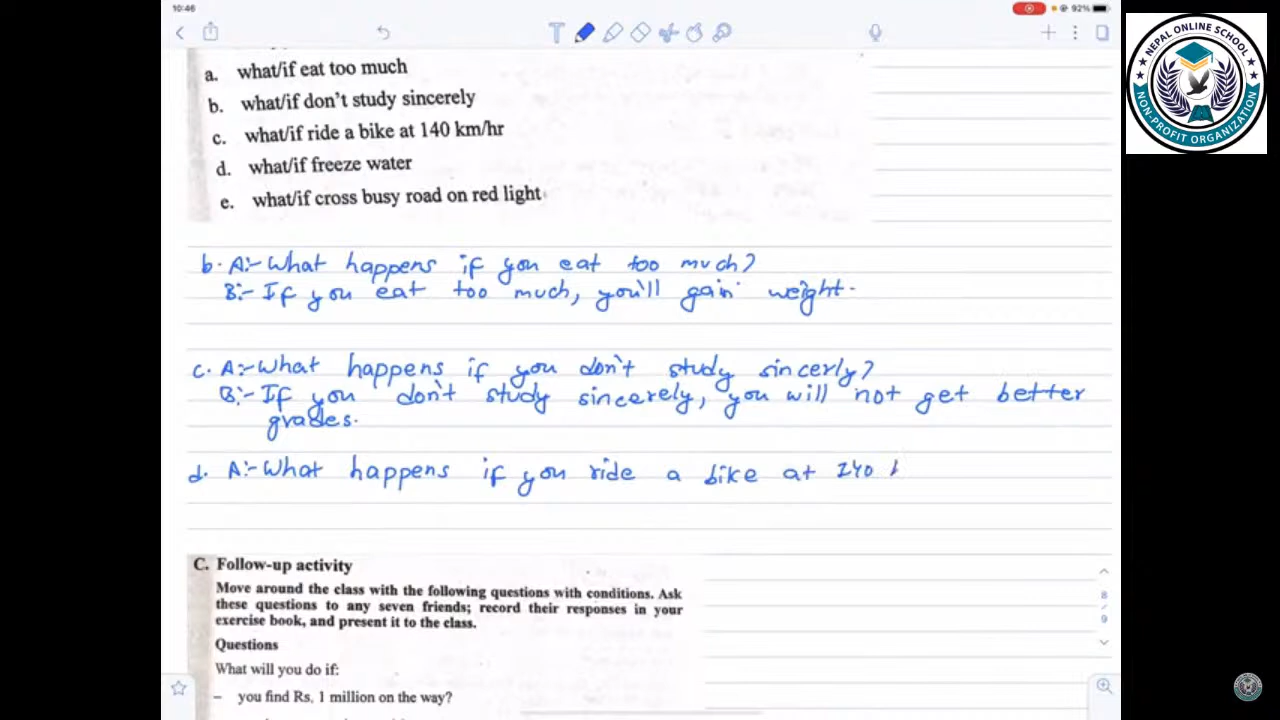 10:46
92%
NEPAL ONLINE SCHOOL
NON-PROFIT ORGANIZATION
a. what/if eat too much
b. what/if don't study sincerely
c. what/if ride a bike at 140 km/hr
d. what/if freeze water
e. what/if cross busy road on red light
b. A:- What happens if you eat too much?
B:- If you eat too much, you'll gain weight.
c. A:- What happens if you don't study sincerly?
B:- If you don't study sincerely, you will not get better
grades.
d. A:- What happens if you ride a bike at 140
C. Follow-up activity
Move around the class with the following questions with conditions. Ask
these questions to any seven friends; record their responses in your
exercise book, and present it to the class.
Questions
What will you do if:
– you find Rs, 1 million on the way?
8
/
9